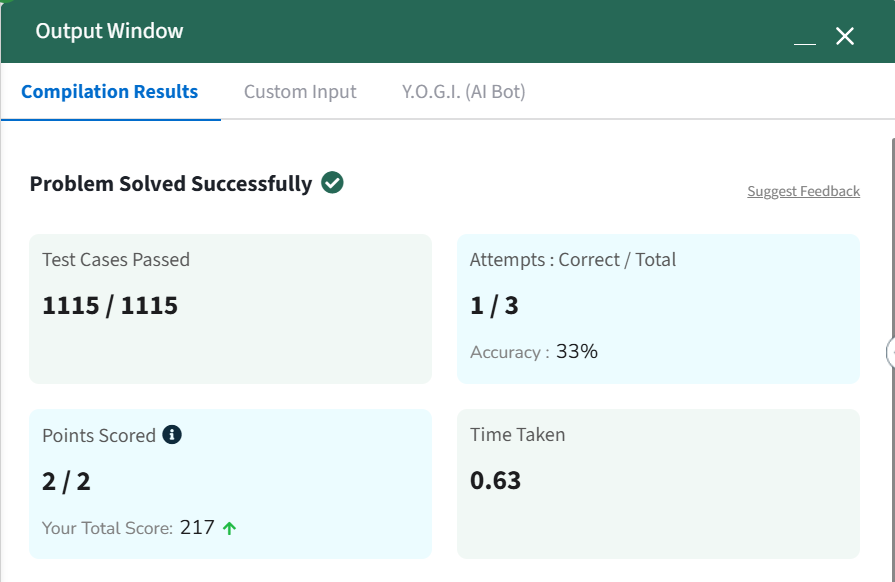 Output Window
Compilation Results Custom Input Y.O.G.I. (AI Bot)
Problem Solved Successfully
Suggest Feedback
Test Cases Passed
1115 / 1115
Attempts : Correct / Total
1 / 3
Accuracy : 33%
Points Scored
2 / 2
Your Total Score: 217
Time Taken
0.63